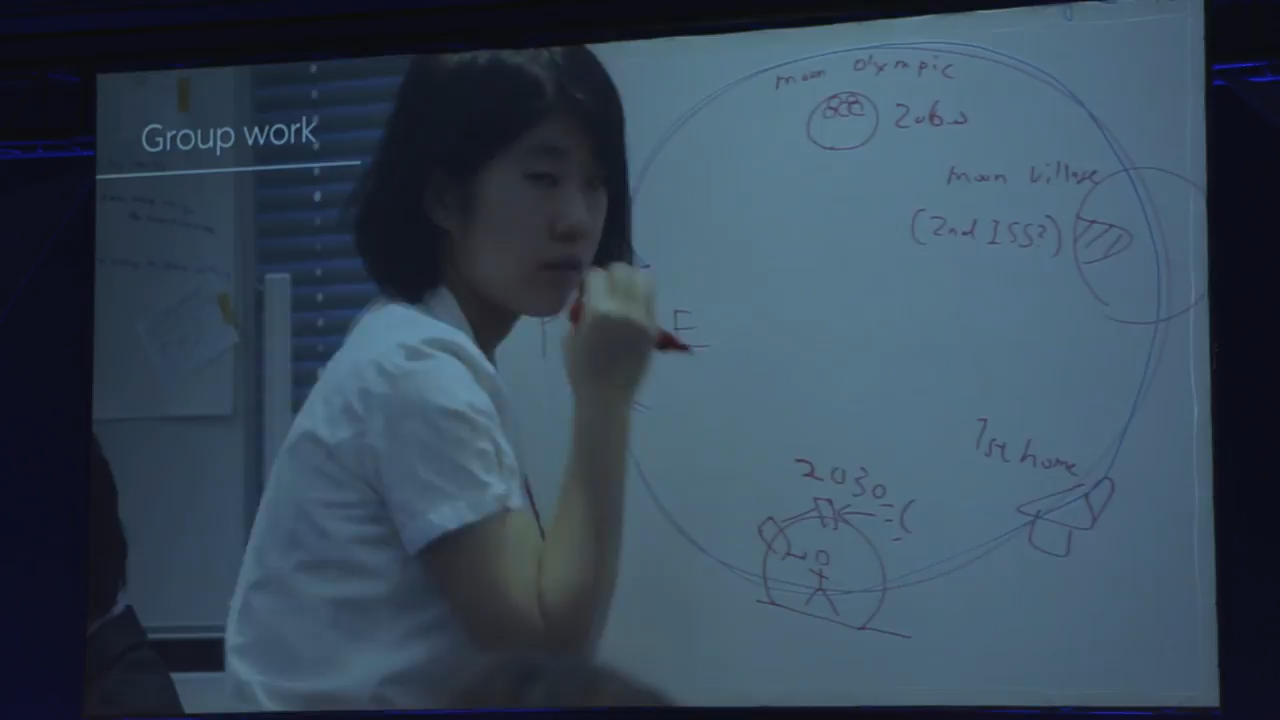 Group work
moon olympic
2060
moon village
(2nd ISS?)
E
1st home
2030